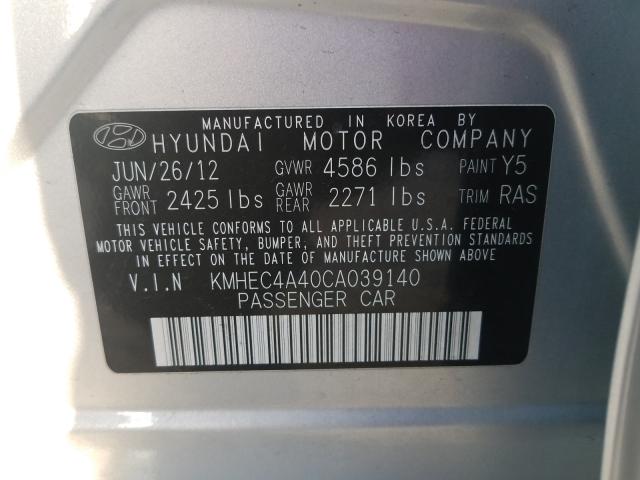 MANUFACTURED IN KOREA BY
HYUNDAI MOTOR COMPANY
JUN/26/12 GVWR 4586 lbs PAINT Y5
GAWR FRONT 2425 lbs GAWR REAR 2271 lbs TRIM RAS
THIS VEHICLE CONFORMS TO ALL APPLICABLE U.S.A. FEDERAL
MOTOR VEHICLE SAFETY, BUMPER, AND THEFT PREVENTION STANDARDS
IN EFFECT ON THE DATE OF MANUFACTURE SHOWN ABOVE.
V.I.N KMHEC4A40CA039140
PASSENGER CAR